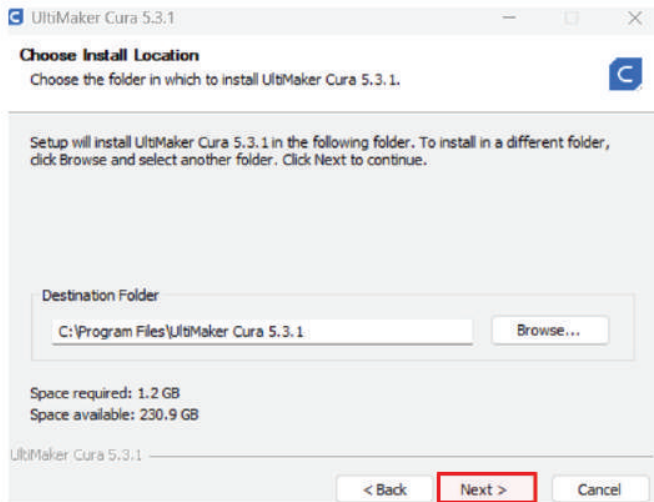 UltiMaker Cura 5.3.1
Choose Install Location
Choose the folder in which to install UltiMaker Cura 5.3.1.
Setup will install UltiMaker Cura 5.3.1 in the following folder. To install in a different folder,
click Browse and select another folder. Click Next to continue.
Destination Folder
C:\Program Files\UltiMaker Cura 5.3.1
Browse...
Space required: 1.2 GB
Space available: 230.9 GB
UltiMaker Cura 5.3.1
< Back Next > Cancel